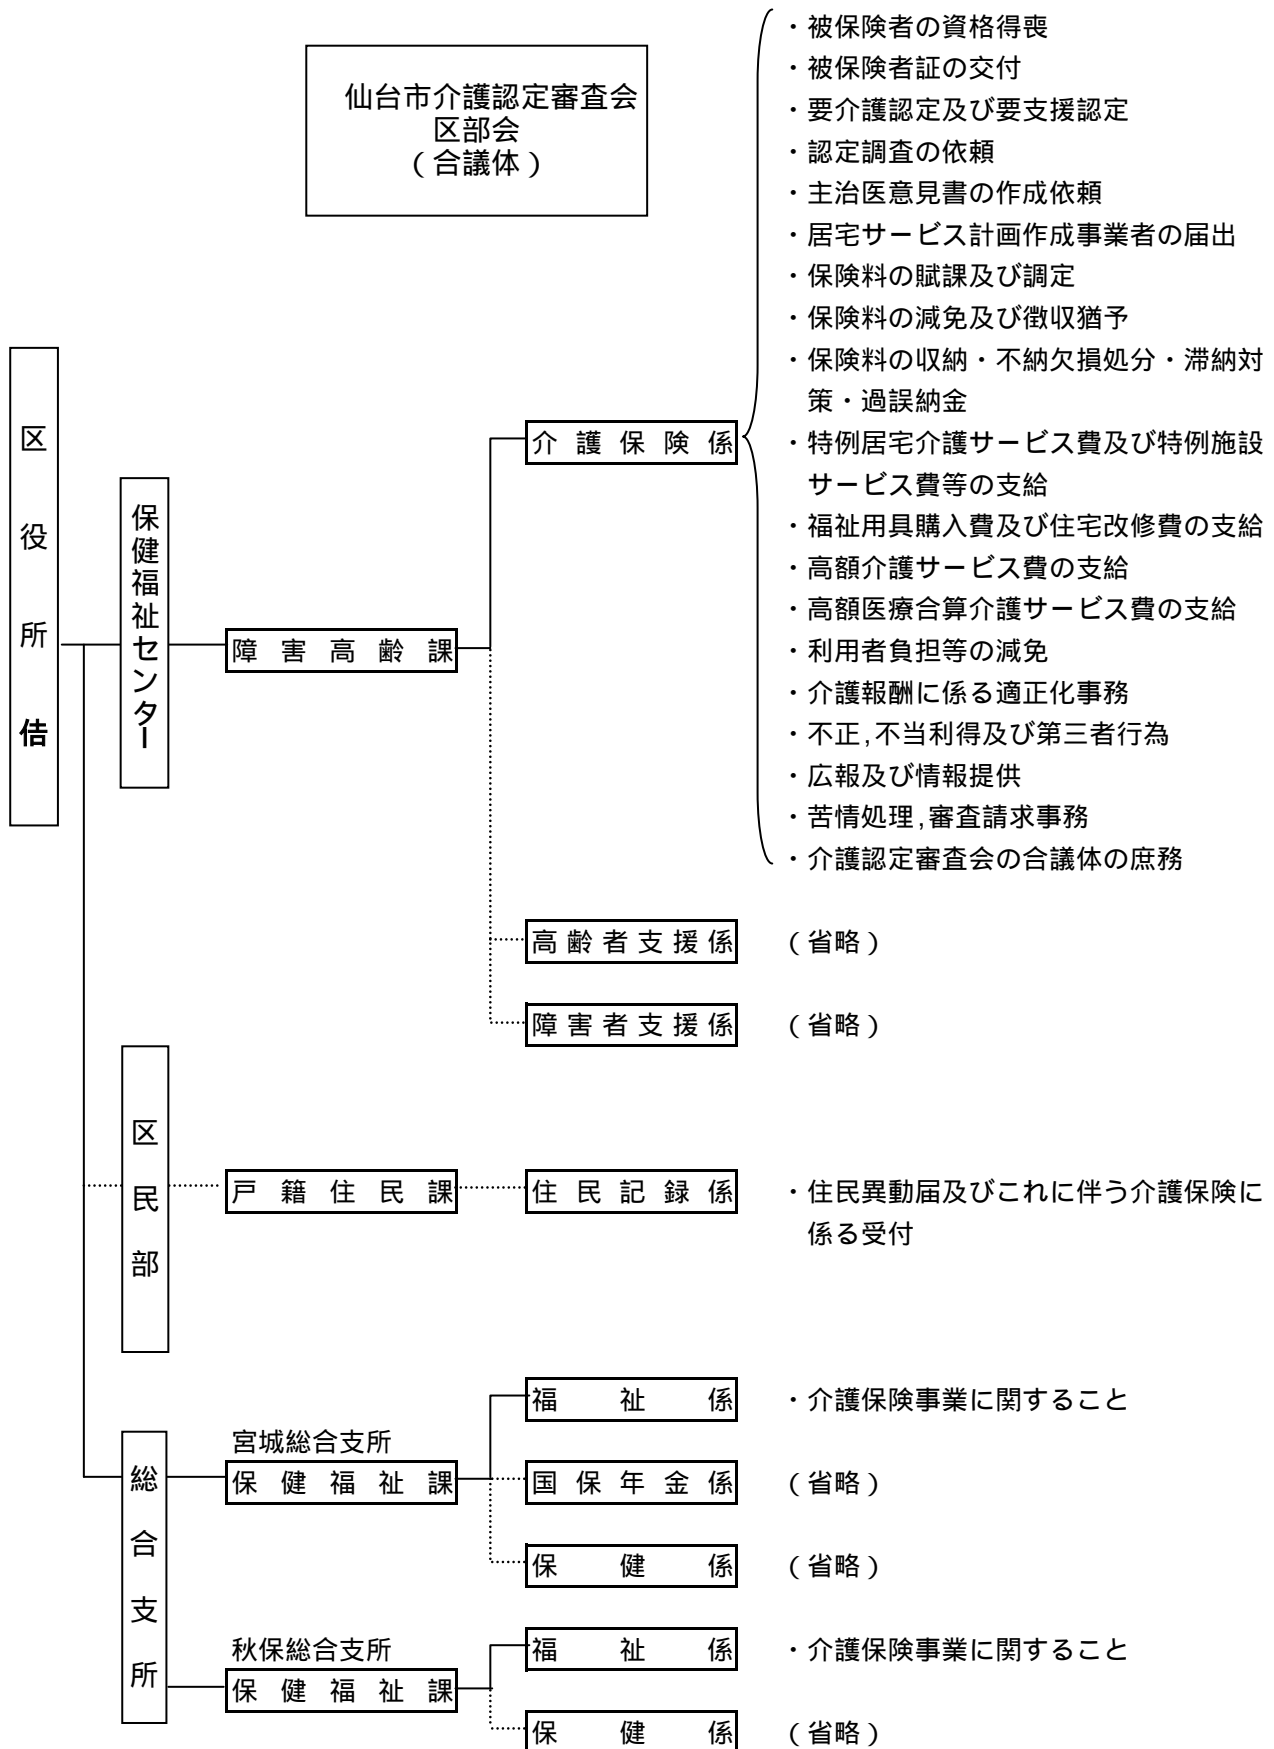 仙台市介護認定審査会
区部会
（合議体）
・被保険者の資格得喪
・被保険者証の交付
・要介護認定及び要支援認定
・認定調査の依頼
・主治医意見書の作成依頼
・居宅サービス計画作成事業者の届出
・保険料の賦課及び調定
・保険料の減免及び徴収猶予
・保険料の収納・不納欠損処分・滞納対
策・過誤納金
・特例居宅介護サービス費及び特例施設
サービス費等の支給
・福祉用具購入費及び住宅改修費の支給
・高額介護サービス費の支給
・高額医療合算介護サービス費の支給
・利用者負担等の減免
・介護報酬に係る適正化事務
・不正,不当利得及び第三者行為
・広報及び情報提供
・苦情処理,審査請求事務
・介護認定審査会の合議体の庶務
区役所佶
保健福祉センター
障害高齢課
介護保険係
高齢者支援係
（省略）
障害者支援係
（省略）
区民部
戸籍住民課
住民記録係
・住民異動届及びこれに伴う介護保険に
係る受付
総合支所
宮城総合支所
保健福祉課
福祉係
・介護保険事業に関すること
国保年金係
（省略）
保健係
（省略）
秋保総合支所
保健福祉課
福祉係
・介護保険事業に関すること
保健係
（省略）